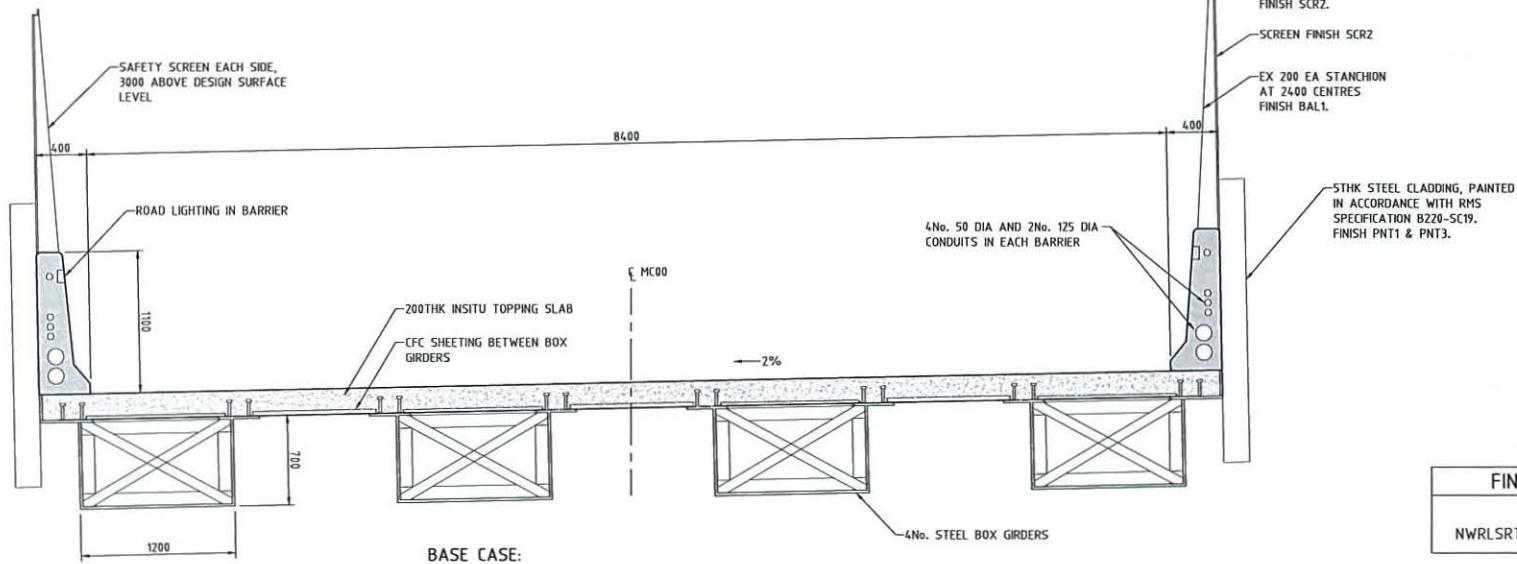 FINISH SCR2.
SCREEN FINISH SCR2
SAFETY SCREEN EACH SIDE,
3000 ABOVE DESIGN SURFACE
LEVEL
EX 200 EA STANCHION
AT 2400 CENTRES
FINISH BAL1.
400
8400
400
5THK STEEL CLADDING, PAINTED
IN ACCORDANCE WITH RMS
SPECIFICATION B220-SC19.
FINISH PNT1 & PNT3.
ROAD LIGHTING IN BARRIER
4No. 50 DIA AND 2No. 125 DIA
CONDUITS IN EACH BARRIER
℄ MC00
1100
200THK INSITU TOPPING SLAB
CFC SHEETING BETWEEN BOX
GIRDERS
2%
700
4No. STEEL BOX GIRDERS
1200
BASE CASE:
FIN
NWRLSRT